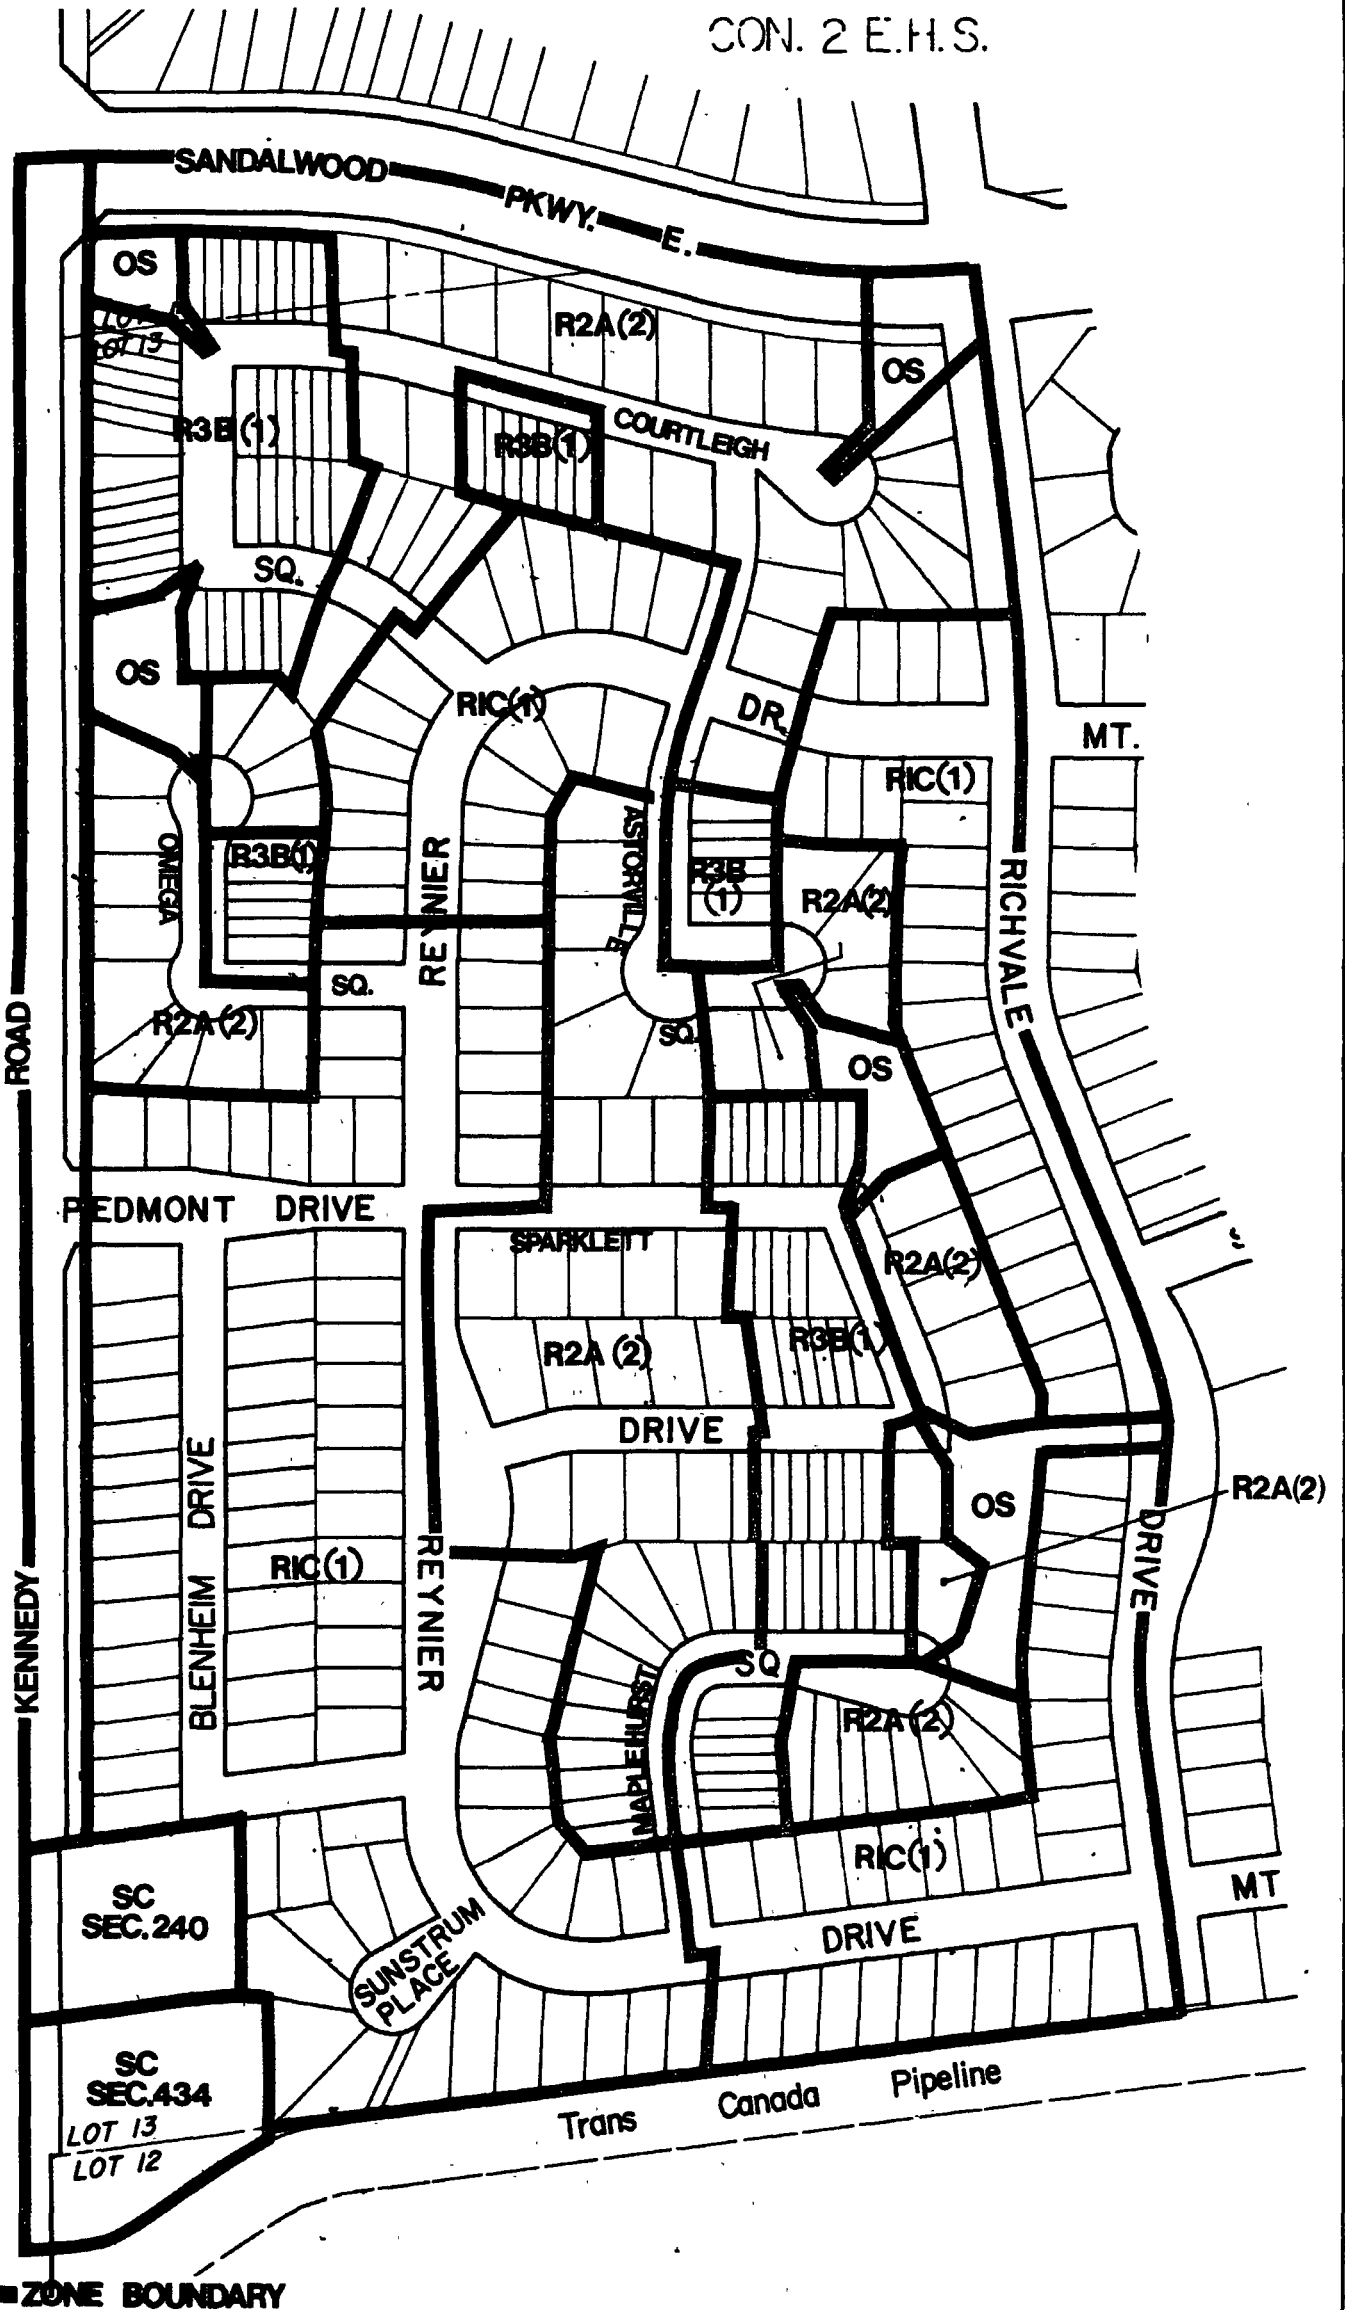 CON. 2 E.H.S.
SANDALWOOD PKWY. E.
OS
LOT
LOT 13
R2A(2)
OS
R3B(1)
R3B(1)
COURTLEIGH
SQ.
OS
RIC(1)
DR.
MT.
RIC(1)
OMEGA
R3B(1)
REYNIER
ASTORVILLE
R3B
(1)
R2A(2)
RICHVALE
SQ.
ROAD
R2A(2)
SQ.
OS
PIEDMONT DRIVE
SPARKLETT
R2A(2)
R2A(2)
R3B(1)
DRIVE
BLENHEIM DRIVE
OS
R2A(2)
RIC(1)
REYNIER
DRIVE
KENNEDY
SQ
MAPLEHURST
R2A(2)
RIC(1)
MT
SC
SEC.240
SUNSTRUM
PLACE
DRIVE
SC
SEC.434
LOT 13
LOT 12
Trans Canada Pipeline
ZONE BOUNDARY